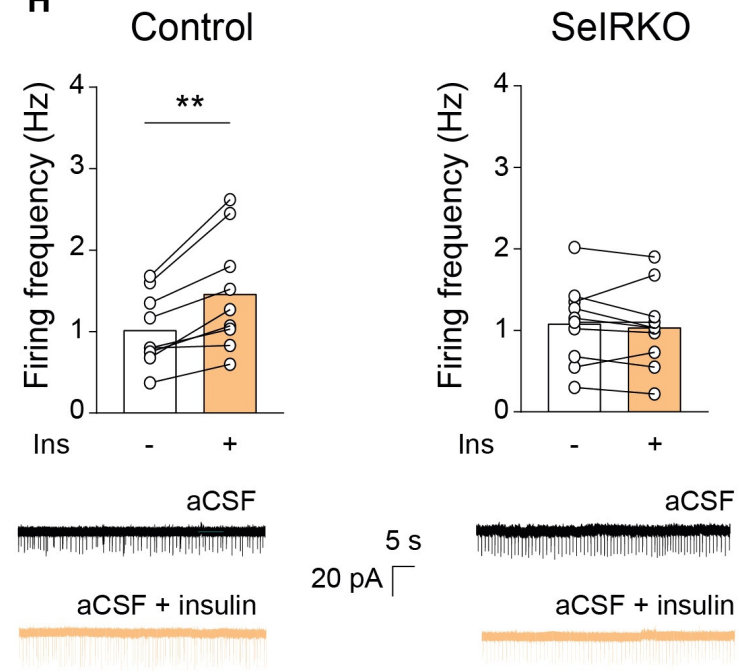 H
Control
SeIRKO
Firing frequency (Hz)
4
3
2
1
0
**
Ins - +
Firing frequency (Hz)
4
3
2
1
0
Ins - +
aCSF
aCSF + insulin
5 s
20 pA
aCSF
aCSF + insulin